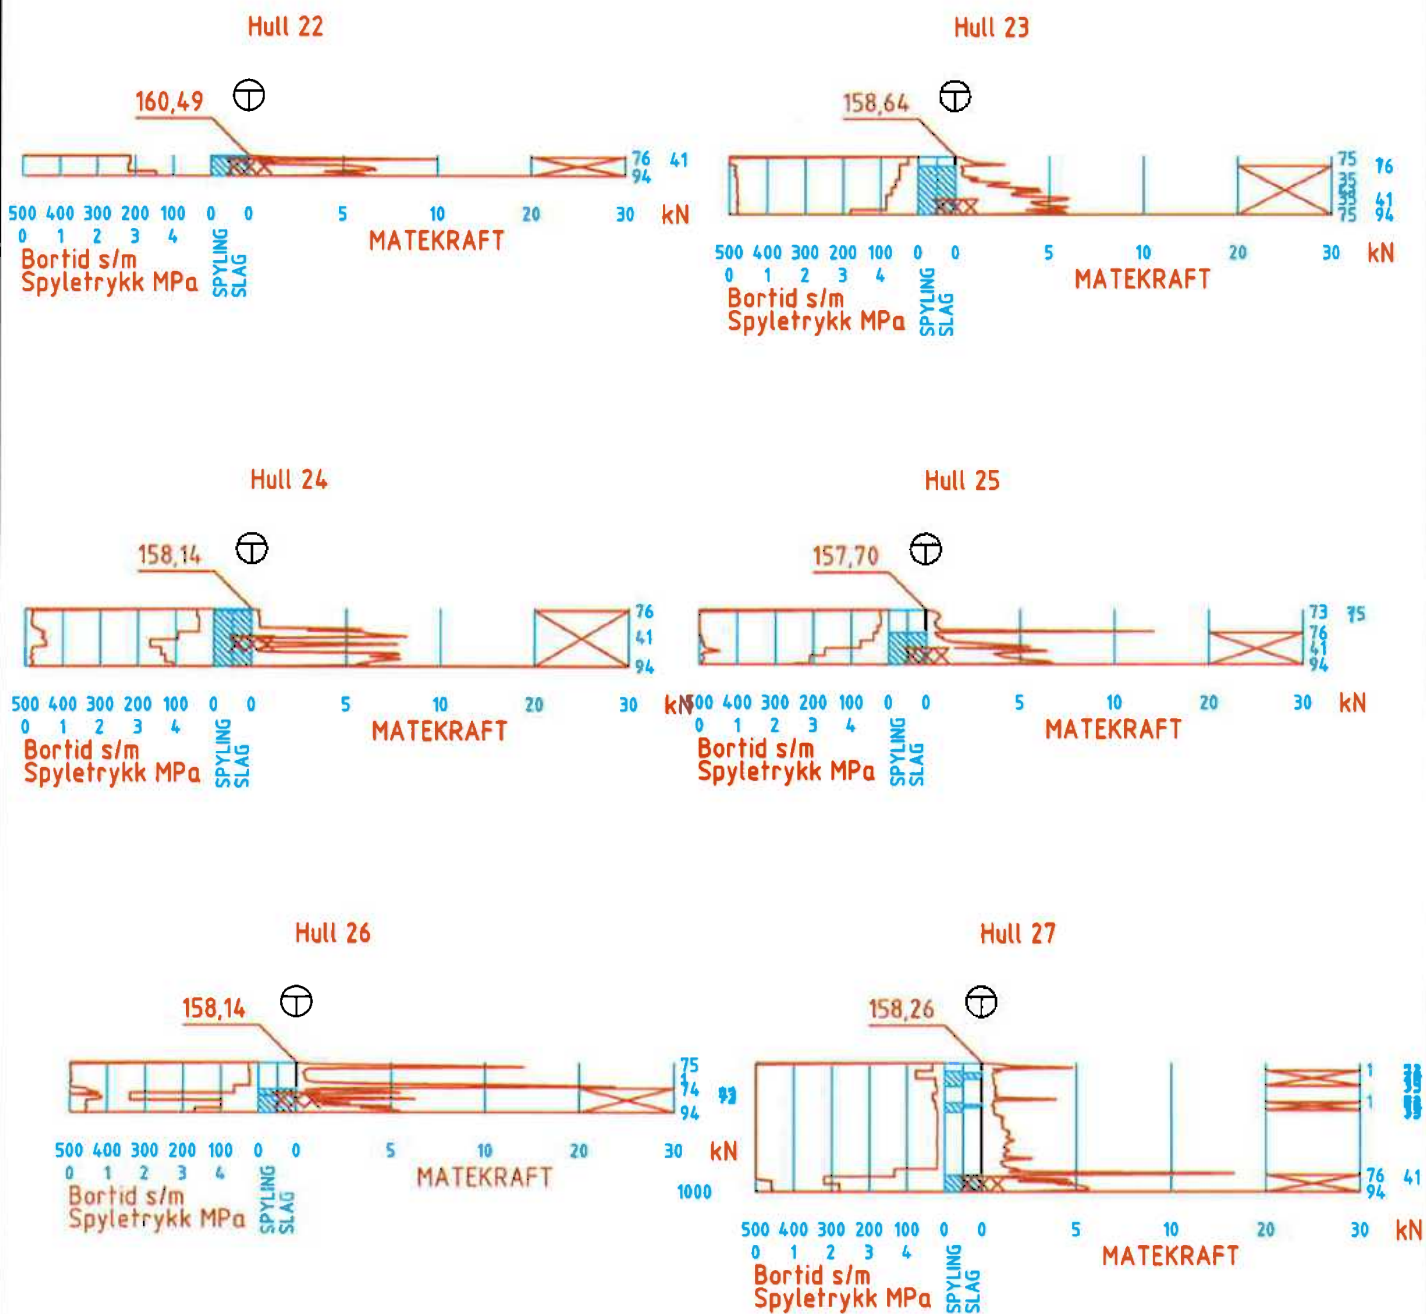 Hull 22
160,49
76 41
94
500 400 300 200 100 0 0 5 10 20 30 kN
0 1 2 3 4
MATEKRAFT
Bortid s/m
Spyletrykk MPa
SPYLING
SLAG
Hull 23
158,64
75
76
35
41
75 94
500 400 300 200 100 0 0 5 10 20 30 kN
0 1 2 3 4
MATEKRAFT
Bortid s/m
Spyletrykk MPa
SPYLING
SLAG
Hull 24
158,14
76
41
94
500 400 300 200 100 0 0 5 10 20 30 kN
0 1 2 3 4
MATEKRAFT
Bortid s/m
Spyletrykk MPa
SPYLING
SLAG
Hull 25
157,70
73
76
41
94
500 400 300 200 100 0 0 5 10 20 30 kN
0 1 2 3 4
MATEKRAFT
Bortid s/m
Spyletrykk MPa
SPYLING
SLAG
Hull 26
158,14
75
74
94
500 400 300 200 100 0 0 5 10 20 30 kN
0 1 2 3 4
MATEKRAFT
1000
Bortid s/m
Spyletrykk MPa
SPYLING
SLAG
Hull 27
158,26
1
1
76 41
94
500 400 300 200 100 0 0 5 10 20 30 kN
0 1 2 3 4
MATEKRAFT
Bortid s/m
Spyletrykk MPa
SPYLING
SLAG